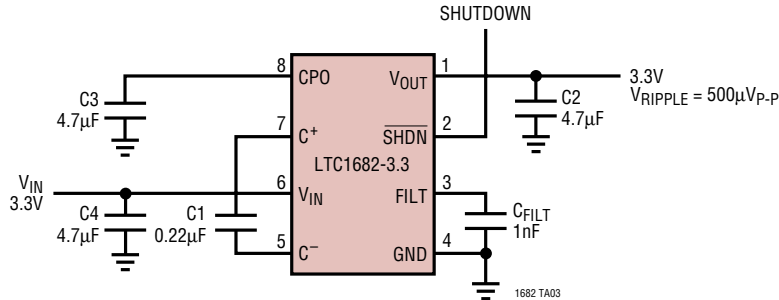 SHUTDOWN
8 CPO
VOUT 1
3.3V
VRIPPLE = 500μVP-P
C3
4.7μF
C2
4.7μF
7 C+
SHDN 2
LTC1682-3.3
VIN
3.3V
6 VIN
FILT 3
C4
4.7μF
C1
0.22μF
CFILT
1nF
5 C–
GND 4
1682 TA03